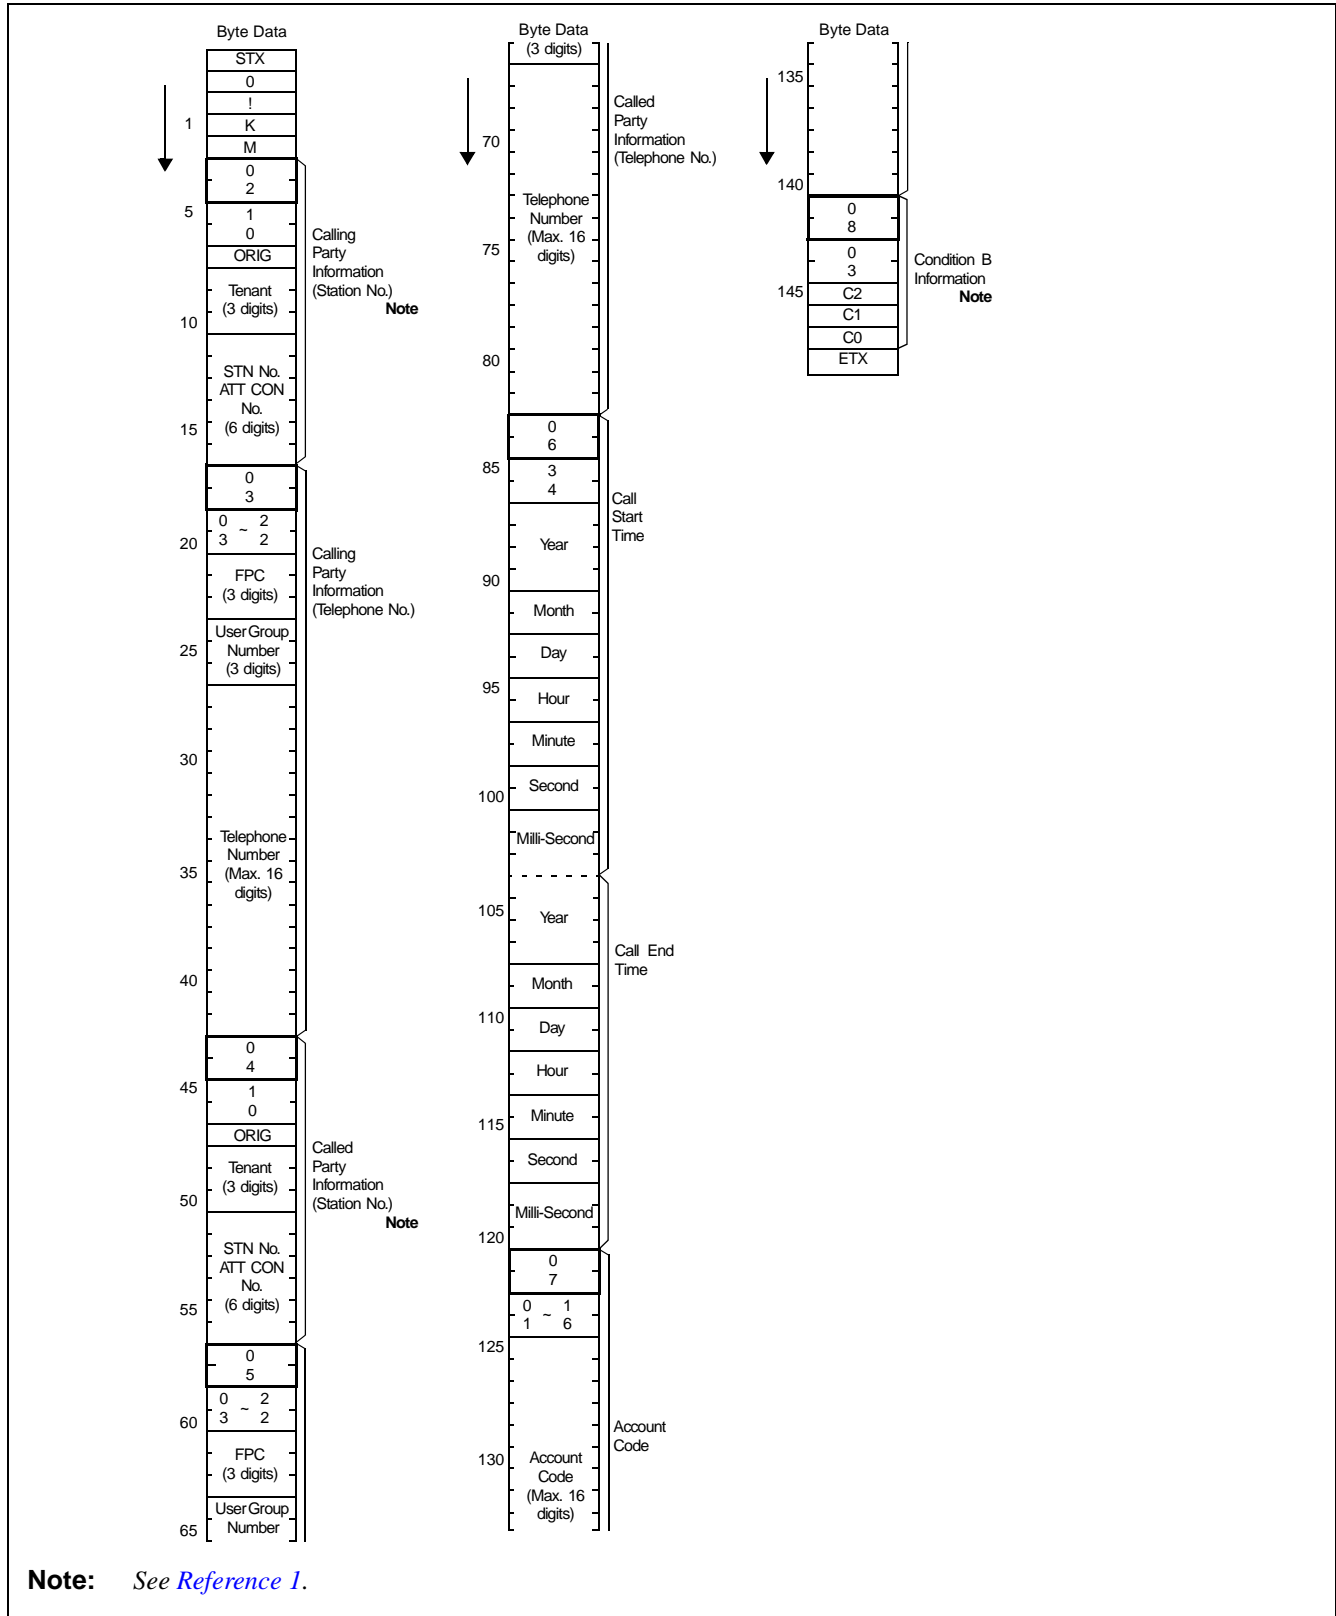 Byte Data
STX
0
!
1
K
M
0
2
5
1
0
ORIG
Tenant
(3 digits)
10
STN No.
ATT CON
No.
(6 digits)
15
Calling
Party
Information
(Station No.)
Note
0
3
0 ~ 2
3 2
20
FPC
(3 digits)
User Group
Number
(3 digits)
25
30
Telephone
Number
(Max. 16
digits)
35
40
Calling
Party
Information
(Telephone No.)
0
4
45
1
0
ORIG
Tenant
(3 digits)
50
STN No.
ATT CON
No.
(6 digits)
55
Called
Party
Information
(Station No.)
Note
0
5
0 ~ 2
3 2
60
FPC
(3 digits)
User Group
Number
65
Byte Data
(3 digits)
70
Telephone
Number
(Max. 16
digits)
75
80
Called
Party
Information
(Telephone No.)
0
6
85
3
4
Year
90
Month
Day
95
Hour
Minute
Second
100
Milli-Second
Call
Start
Time
105
Year
Month
110
Day
Hour
Minute
115
Second
Milli-Second
120
Call End
Time
0
7
0 ~ 1
1 6
125
130
Account
Code
(Max. 16
digits)
Account
Code
Byte Data
135
140
0
8
0
3
145
C2
C1
C0
ETX
Condition B
Information
Note
Note: See Reference 1.